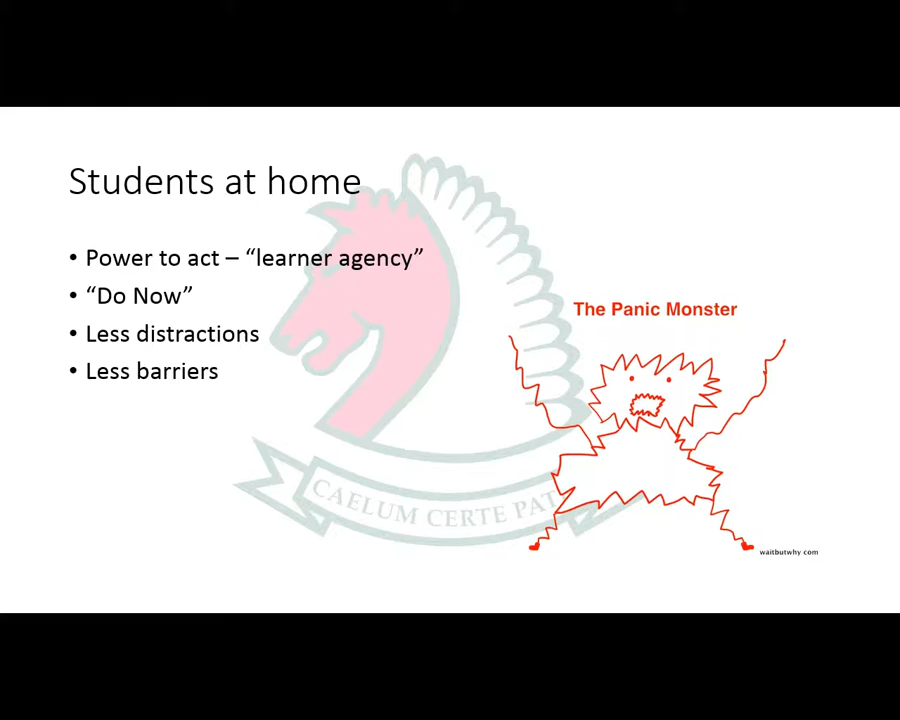 Students at home
• Power to act – “learner agency”
• “Do Now”
• Less distractions
• Less barriers
The Panic Monster
waitbutwhy com
CAELUM CERTE PAT